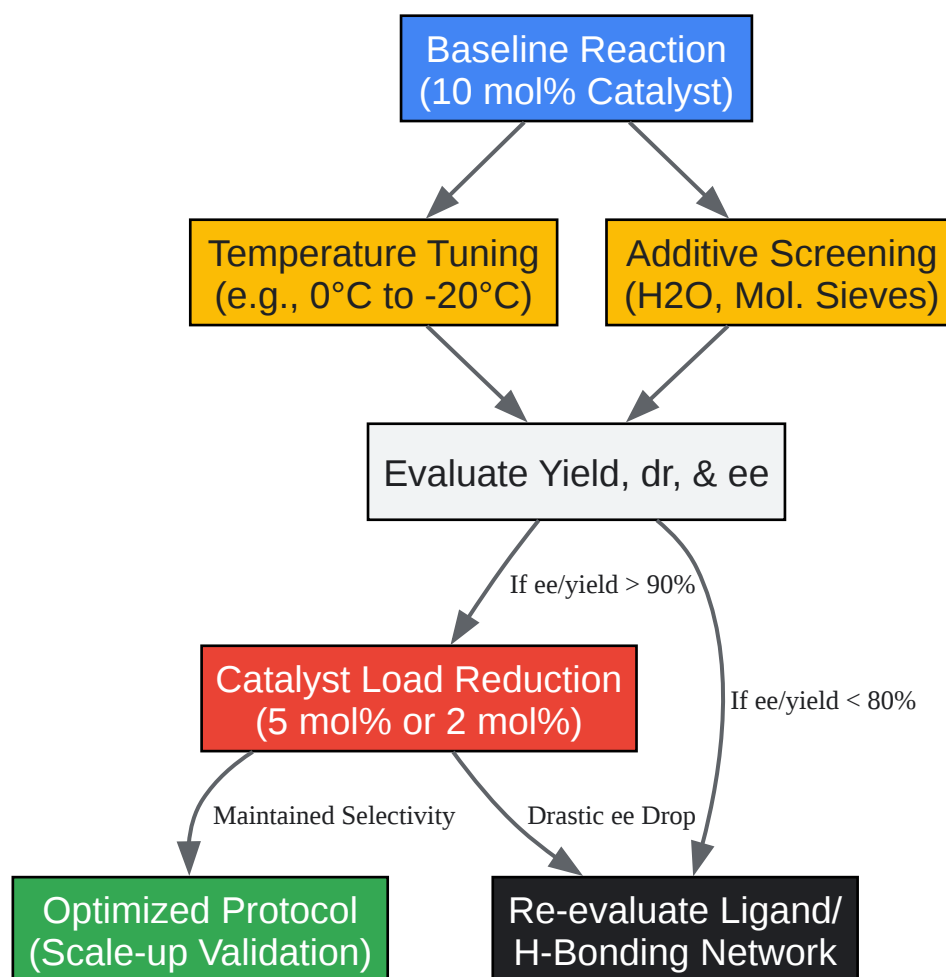 Baseline Reaction
(10 mol% Catalyst)
Temperature Tuning
(e.g., 0°C to -20°C)
Additive Screening
(H2O, Mol. Sieves)
Evaluate Yield, dr, & ee
If ee/yield > 90%
Catalyst Load Reduction
(5 mol% or 2 mol%)
If ee/yield < 80%
Maintained Selectivity
Drastic ee Drop
Optimized Protocol
(Scale-up Validation)
Re-evaluate Ligand/
H-Bonding Network